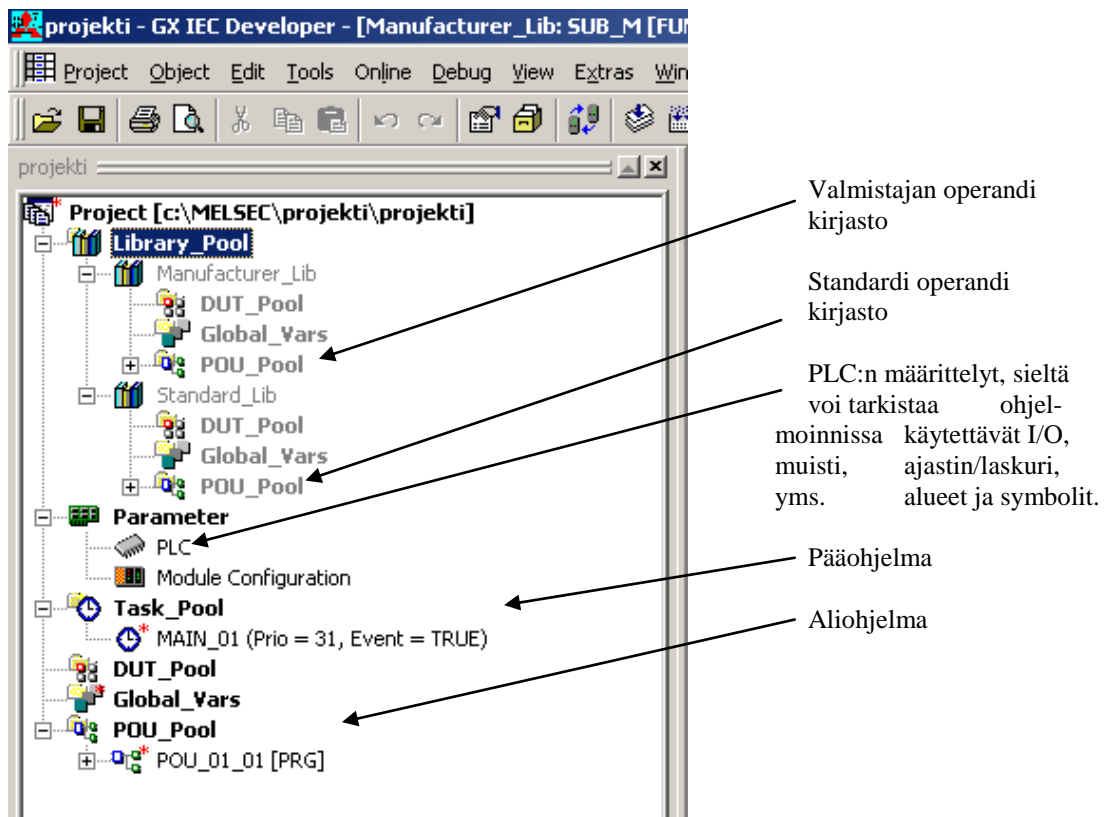 projekti - GX IEC Developer - [Manufacturer_Lib: SUB_M [FU
Project Object Edit Tools Online Debug View Extras Win
projekti
Project [c:\MELSEC\projekti\projekti]
Library_Pool
Manufacturer_Lib
DUT_Pool
Global_Vars
POU_Pool
Standard_Lib
DUT_Pool
Global_Vars
POU_Pool
Parameter
PLC
Module Configuration
Task_Pool
MAIN_01 (Prio = 31, Event = TRUE)
DUT_Pool
Global_Vars
POU_Pool
POU_01_01 [PRG]
Valmistajan operandi
kirjasto
Standardi operandi
kirjasto
PLC:n määrittelyt, sieltä
voi tarkistaa ohjel-
moinnissa käytettävät I/O,
muisti, ajastin/laskuri,
yms. alueet ja symbolit.
Pääohjelma
Aliohjelma